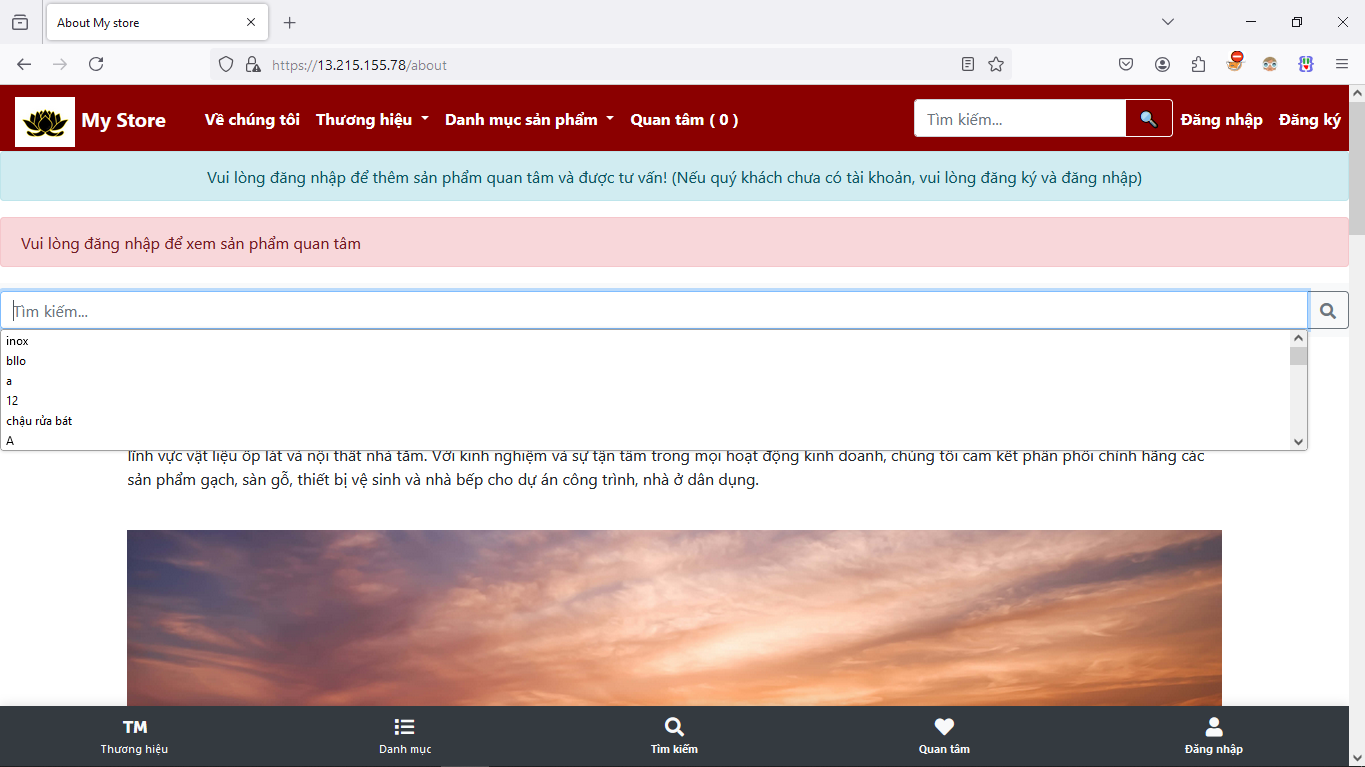 About My store
https://13.215.155.78/about
My Store
Về chúng tôi
Thương hiệu
Danh mục sản phẩm
Quan tâm ( 0 )
Tìm kiếm...
Đăng nhập
Đăng ký
Vui lòng đăng nhập để thêm sản phẩm quan tâm và được tư vấn! (Nếu quý khách chưa có tài khoản, vui lòng đăng ký và đăng nhập)
Vui lòng đăng nhập để xem sản phẩm quan tâm
Tìm kiếm...
inox
bllo
a
12
chậu rửa bát
A
lĩnh vực vật liệu ốp lát và nội thất nhà tắm. Với kinh nghiệm và sự tận tâm trong mọi hoạt động kinh doanh, chúng tôi cam kết phân phối chính hãng các
sản phẩm gạch, sàn gỗ, thiết bị vệ sinh và nhà bếp cho dự án công trình, nhà ở dân dụng.
TM
Thương hiệu
Danh mục
Tìm kiếm
Quan tâm
Đăng nhập